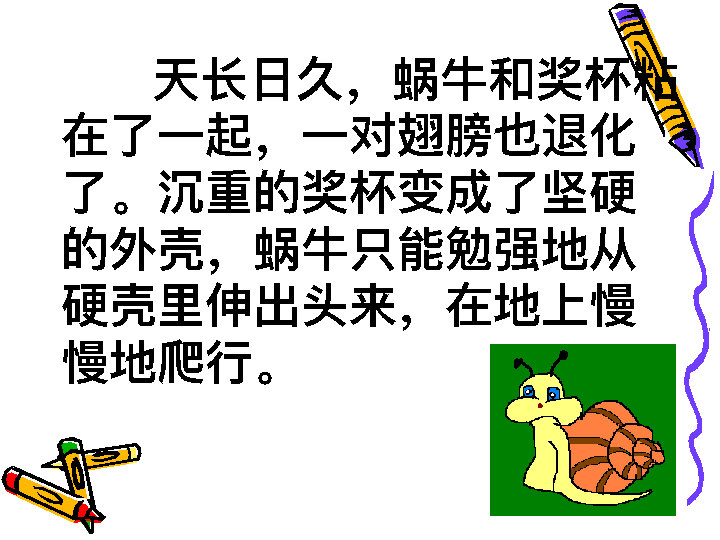 天长日久，蜗牛和奖杯粘
在了一起，一对翅膀也退化
了。沉重的奖杯变成了坚硬
的外壳，蜗牛只能勉强地从
硬壳里伸出头来，在地上慢
慢地爬行。